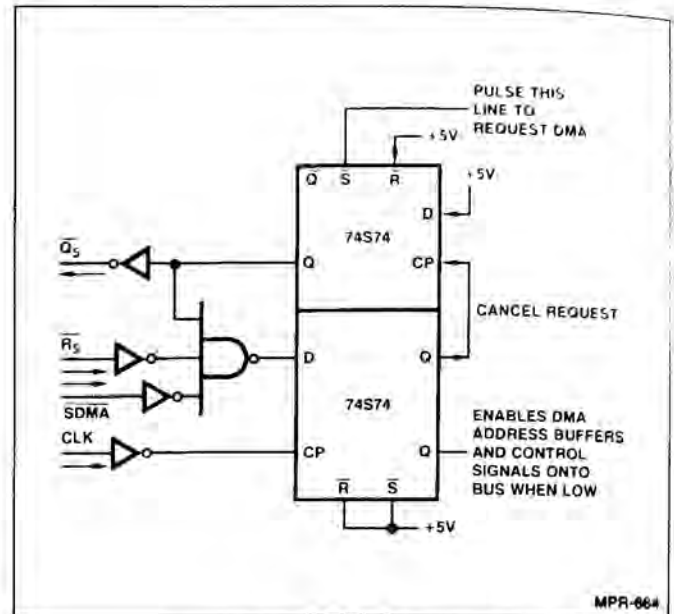 PULSE THIS
LINE TO
REQUEST DMA
+5V
+5V
Q̅ S̅ R̅
D
74S74
Q̅S̅
Q
CP
CANCEL REQUEST
R̅S̅
D
Q
74S74
S̅D̅M̅A̅
CLK
CP
Q
ENABLES DMA
ADDRESS BUFFERS
AND CONTROL
SIGNALS ONTO
BUS WHEN LOW
R̅ S̅
+5V